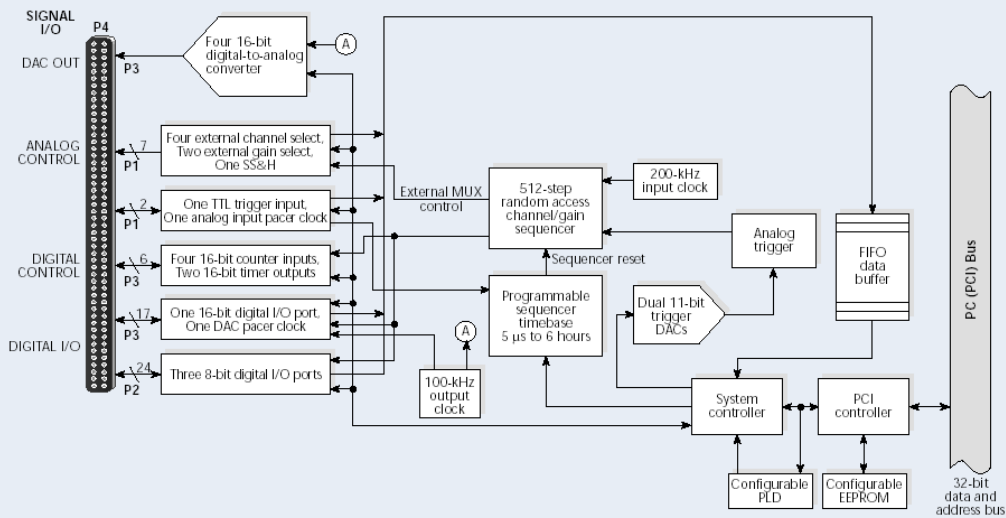 SIGNAL
I/O
P4
DAC OUT
P3
Four 16-bit
digital-to-analog
converter
A
ANALOG
CONTROL
7
P1
Four external channel select,
Two external gain select,
One SS&H
2
P1
One TTL trigger input,
One analog input pacer clock
DIGITAL
CONTROL
6
P3
Four 16-bit counter inputs,
Two 16-bit timer outputs
17
P3
One 16-bit digital I/O port,
One DAC pacer clock
DIGITAL I/O
24
P2
Three 8-bit digital I/O ports
External MUX
control
512-step
random access
channel/gain
sequencer
200-kHz
input clock
Sequencer reset
Programmable
sequencer
timebase
5 µs to 6 hours
A
100-kHz
output
clock
Analog
trigger
Dual 11-bit
trigger
DACs
FIFO
data
buffer
System
controller
PCI
controller
Configurable
PLD
Configurable
EEPROM
PC (PCI) Bus
32-bit
data and
address bus